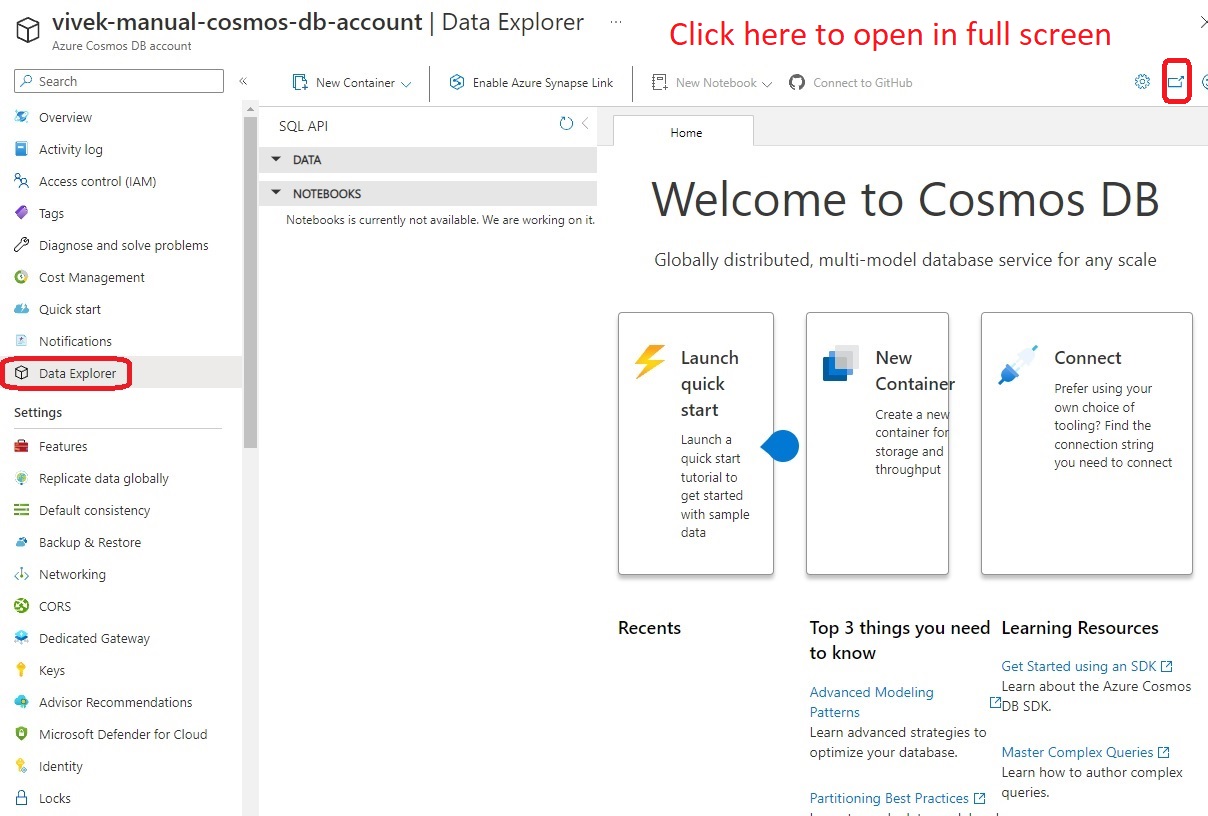 vivek-manual-cosmos-db-account | Data Explorer ...
Azure Cosmos DB account
Click here to open in full screen
Search
«
New Container
Enable Azure Synapse Link
New Notebook
Connect to GitHub
Overview
Activity log
Access control (IAM)
Tags
Diagnose and solve problems
Cost Management
Quick start
Notifications
Data Explorer
Settings
Features
Replicate data globally
Default consistency
Backup & Restore
Networking
CORS
Dedicated Gateway
Keys
Advisor Recommendations
Microsoft Defender for Cloud
Identity
Locks
SQL API
DATA
NOTEBOOKS
Notebooks is currently not available. We are working on it.
Home
Welcome to Cosmos DB
Globally distributed, multi-model database service for any scale
Launch
quick
start
Launch a
quick start
tutorial to
get started
with sample
data
New
Container
Create a new
container for
storage and
throughput
Connect
Prefer using your
own choice of
tooling? Find the
connection string
you need to connect
Recents
Top 3 things you need
to know
Advanced Modeling
Patterns
Learn advanced strategies to
optimize your database.
Partitioning Best Practices
Learning Resources
Get Started using an SDK
Learn about the Azure Cosmos
DB SDK.
Master Complex Queries
Learn how to author complex
queries.